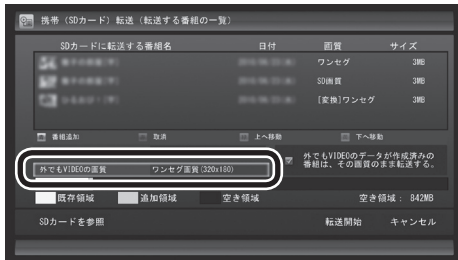 携帯（SDカード）転送（転送する番組の一覧）
SDカードに転送する番組名 日付 画質 サイズ
ワンセグ 3MB
SD画質 3MB
[変換]ワンセグ 3MB
番組追加 取消 上へ移動 下へ移動
外でもVIDEOの画質 ワンセグ画質(320x180)
外でもVIDEOのデータが作成済みの
番組は、その画質のまま転送する。
既存領域 追加領域 空き領域 空き領域： 842MB
SDカードを参照 転送開始 キャンセル